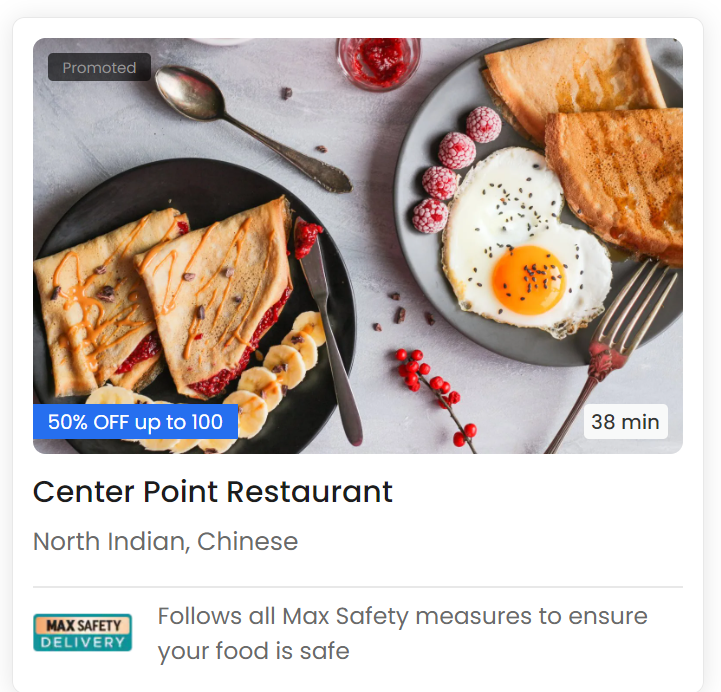 Promoted
50% OFF up to 100
38 min
Center Point Restaurant
North Indian, Chinese
MAX SAFETY
DELIVERY
Follows all Max Safety measures to ensure
your food is safe